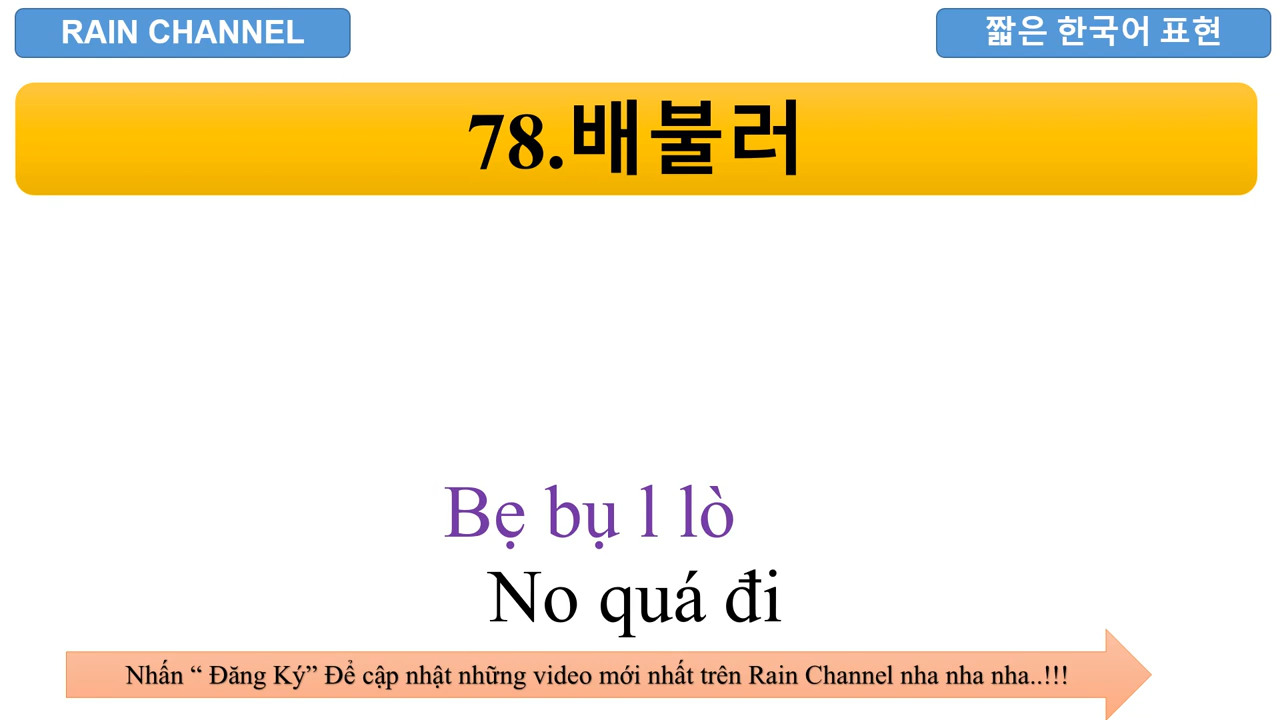 RAIN CHANNEL
짧은 한국어 표현
78.배불러
Bẹ bụ l lò
No quá đi
Nhấn “ Đăng Ký” Để cập nhật những video mới nhất trên Rain Channel nha nha nha..!!!